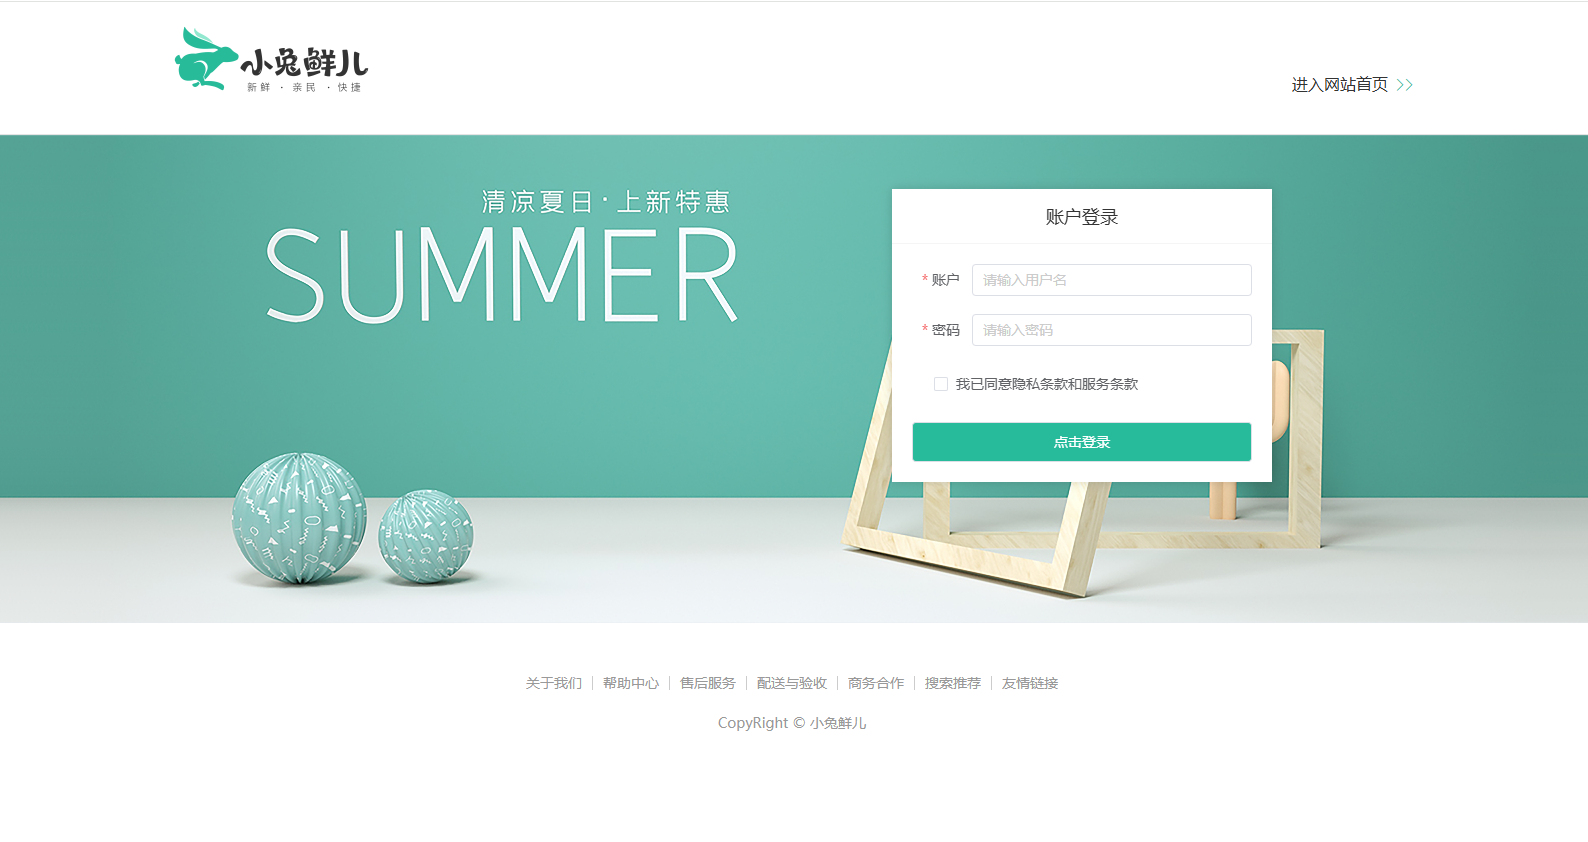 小兔鲜儿
新鲜 · 亲民 · 快捷
进入网站首页 >>
清凉夏日·上新特惠
SUMMER
账户登录
* 账户 请输入用户名
* 密码 请输入密码
我已同意隐私条款和服务条款
点击登录
关于我们 | 帮助中心 | 售后服务 | 配送与验收 | 商务合作 | 搜索推荐 | 友情链接
CopyRight © 小兔鲜儿